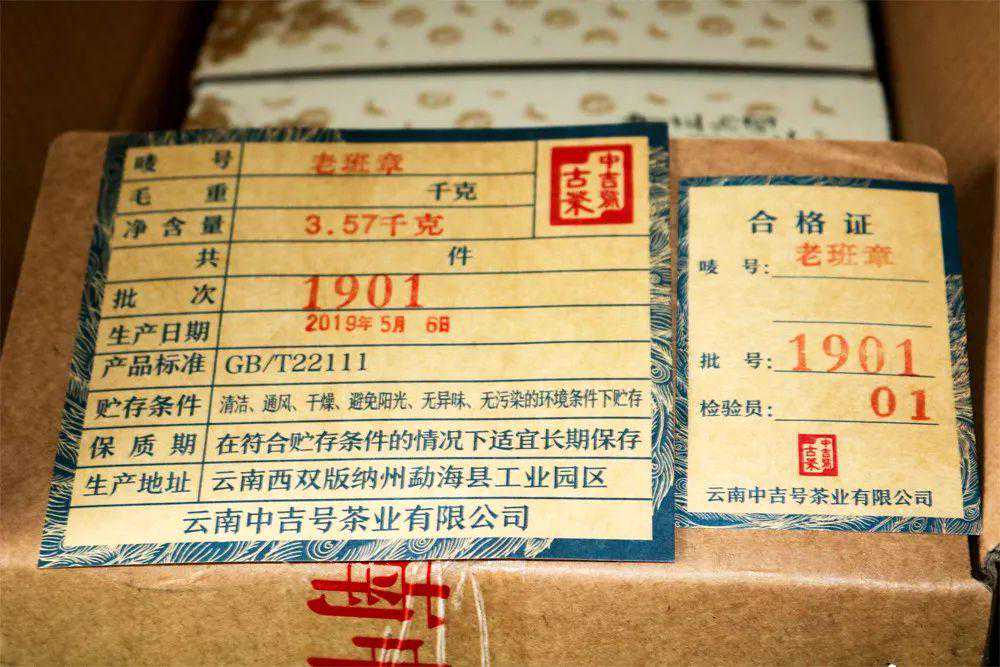 唛 号 老班章
毛 重 千克
净 含 量 3.57千克
共 件
批 次 1901
生产日期 2019年 5月 6日
产品标准 GB/T22111
贮存条件 清洁、通风、干燥、避免阳光、无异味、无污染的环境条件下贮存
保 质 期 在符合贮存条件的情况下适宜长期保存
生产地址 云南西双版纳州勐海县工业园区
云南中吉号茶业有限公司
中吉號
古茶
合 格 证
唛 号： 老班章
批 号： 1901
检验员： 01
中吉號
古茶
云南中吉号茶业有限公司